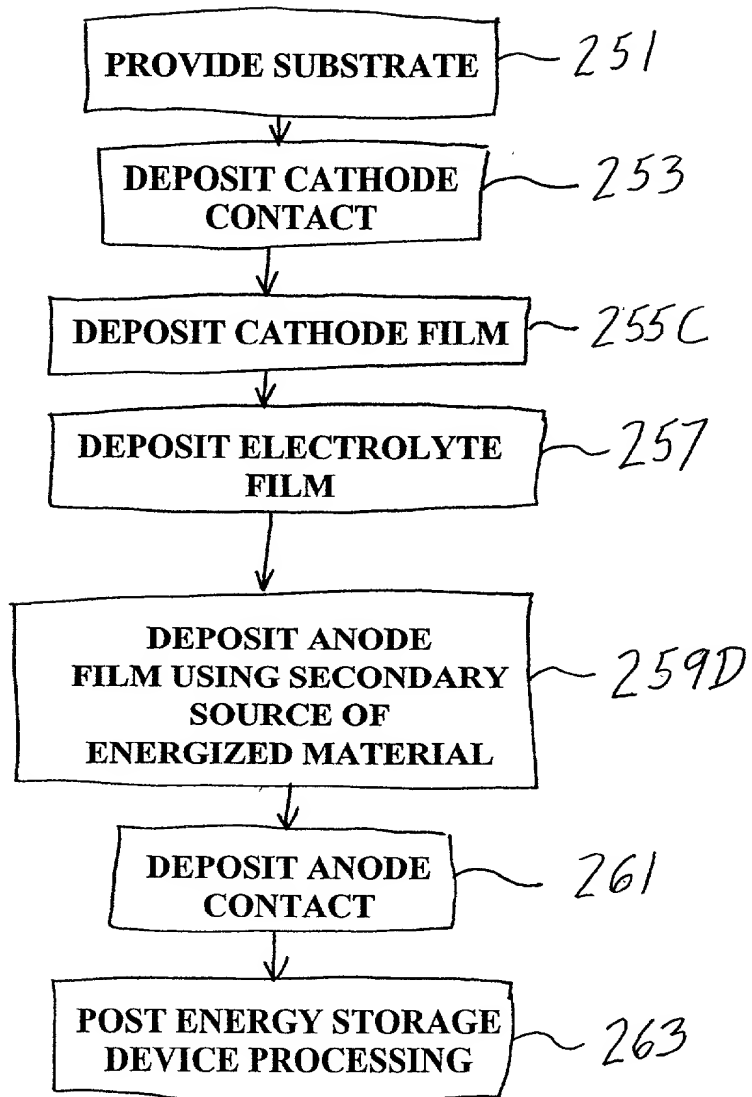 PROVIDE SUBSTRATE 251
DEPOSIT CATHODE
CONTACT 253
DEPOSIT CATHODE FILM 255C
DEPOSIT ELECTROLYTE
FILM 257
DEPOSIT ANODE
FILM USING SECONDARY
SOURCE OF
ENERGIZED MATERIAL 259D
DEPOSIT ANODE
CONTACT 261
POST ENERGY STORAGE
DEVICE PROCESSING 263